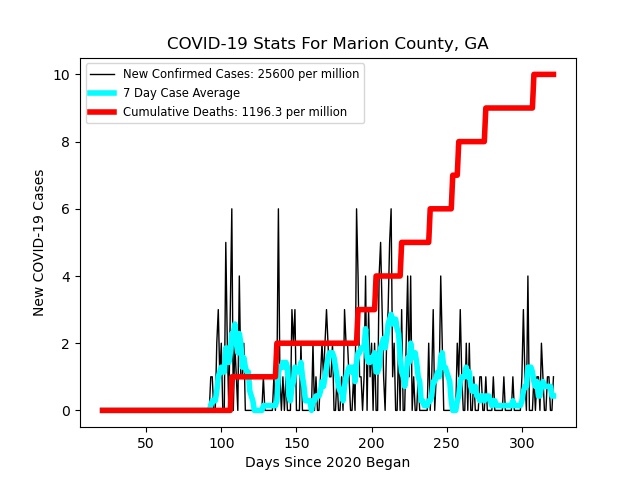 COVID-19 Stats For Marion County, GA
New Confirmed Cases: 25600 per million
7 Day Case Average
Cumulative Deaths: 1196.3 per million
New COVID-19 Cases
10
8
6
4
2
0
50
100
150
200
250
300
Days Since 2020 Began